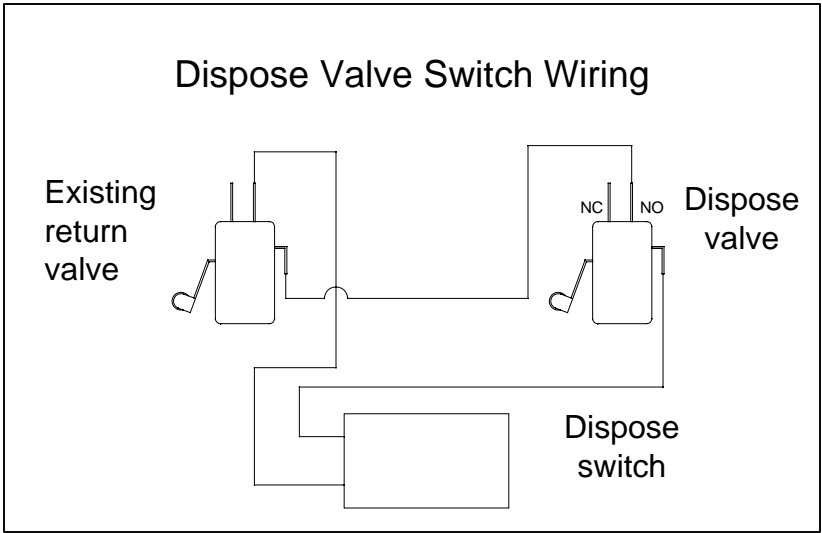 Dispose Valve Switch Wiring
Existing
return
valve
NC
NO
Dispose
valve
Dispose
switch